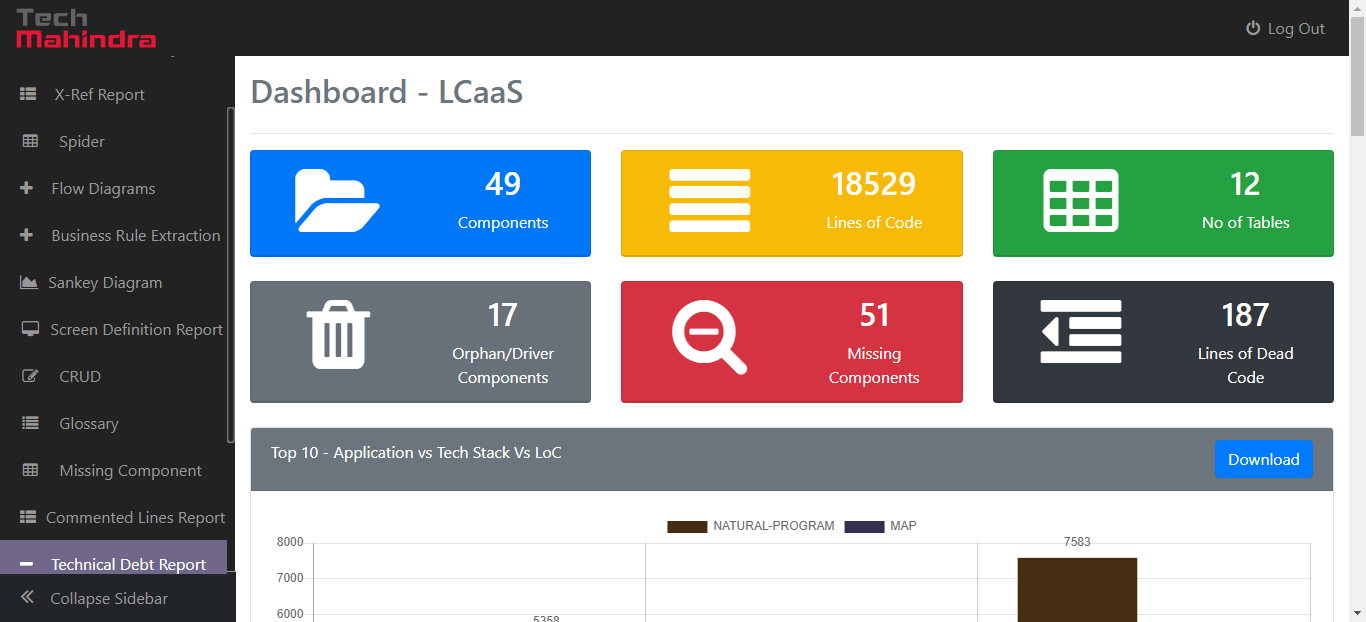 Tech
Mahindra
Log Out
X-Ref Report
Spider
Flow Diagrams
Business Rule Extraction
Sankey Diagram
Screen Definition Report
CRUD
Glossary
Missing Component
Commented Lines Report
Technical Debt Report
Collapse Sidebar
Dashboard - LCaaS
49
Components
18529
Lines of Code
12
No of Tables
17
Orphan/Driver
Components
51
Missing
Components
187
Lines of Dead
Code
Top 10 - Application vs Tech Stack Vs LoC
Download
NATURAL-PROGRAM
MAP
8000
7583
7000
6000
5358